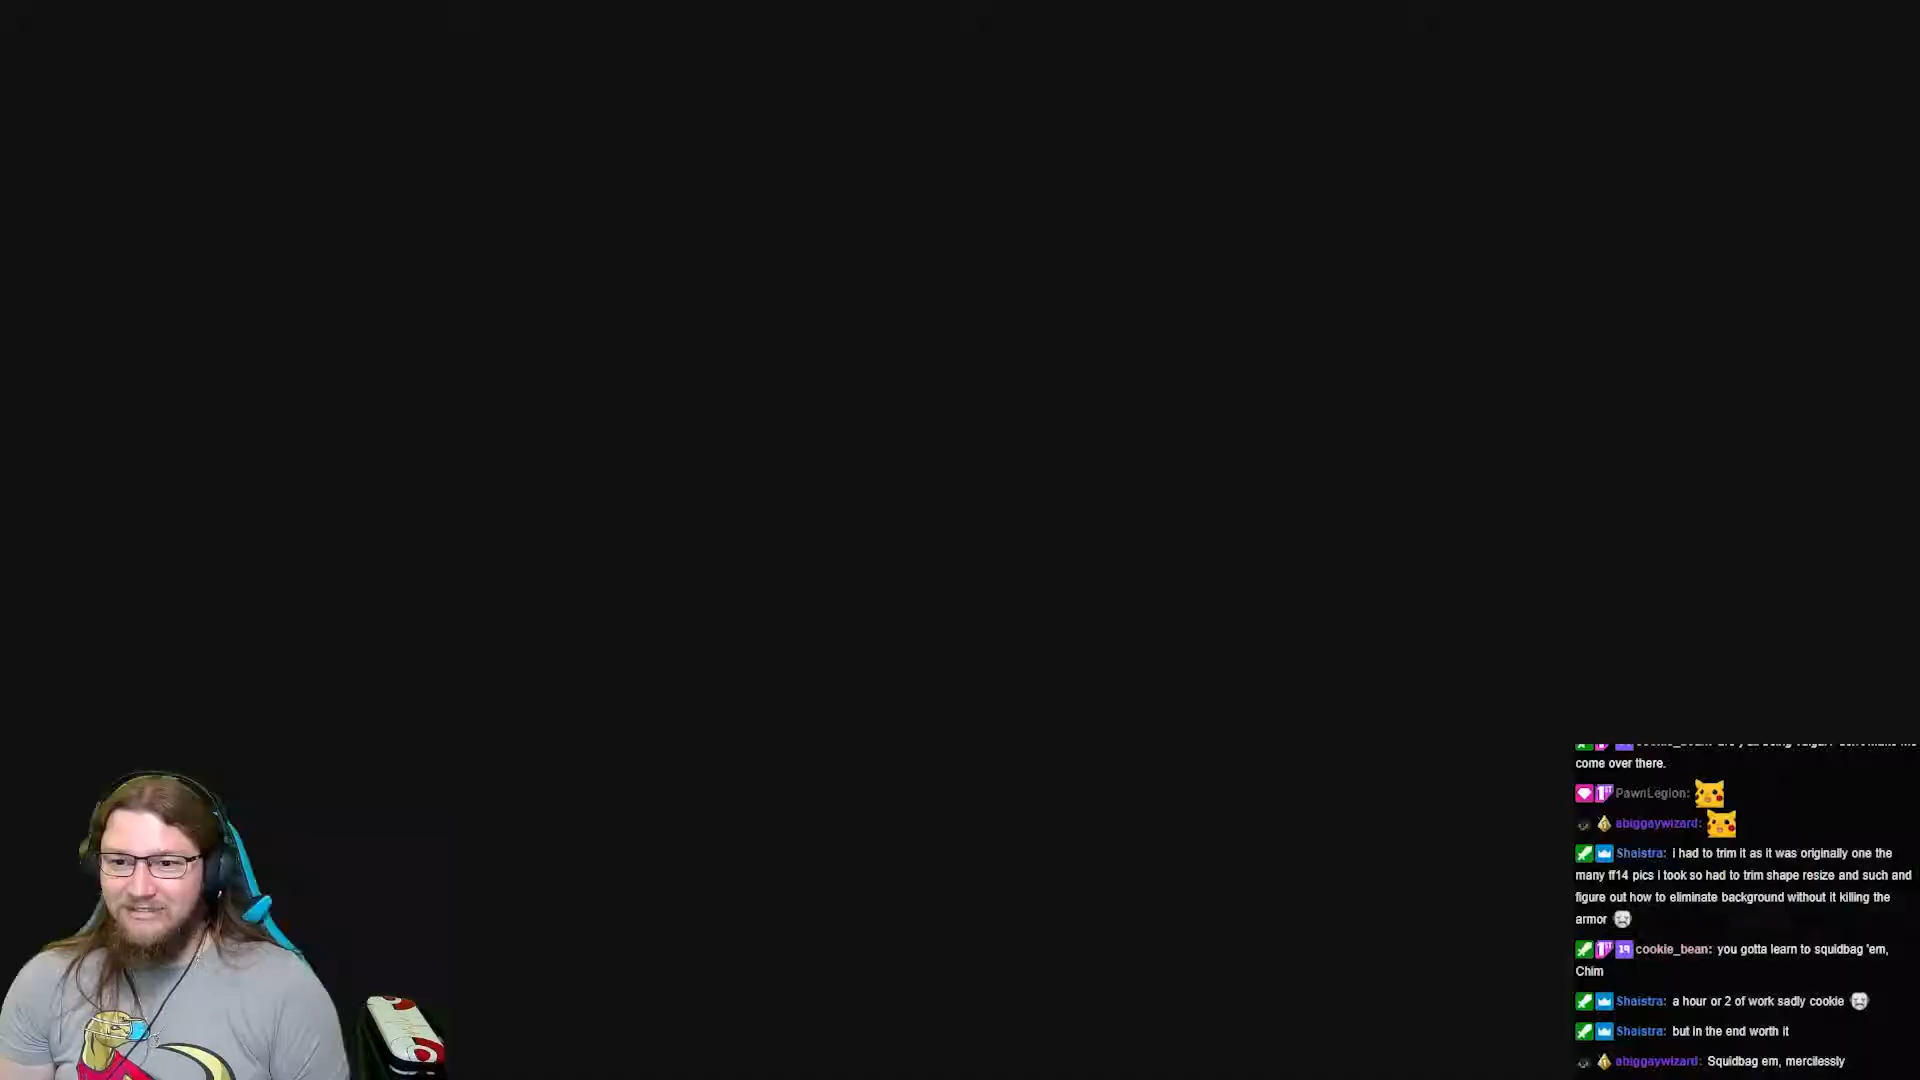 come over there.
PawnLegion:
abiggaywizard:
Shaistra: i had to trim it as it was originally one the
many ff14 pics i took so had to trim shape resize and such and
figure out how to eliminate background without it killing the
armor
19 cookie_bean: you gotta learn to squidbag 'em,
Chim
Shaistra: a hour or 2 of work sadly cookie
Shaistra: but in the end worth it
abiggaywizard: Squidbag em, mercilessly